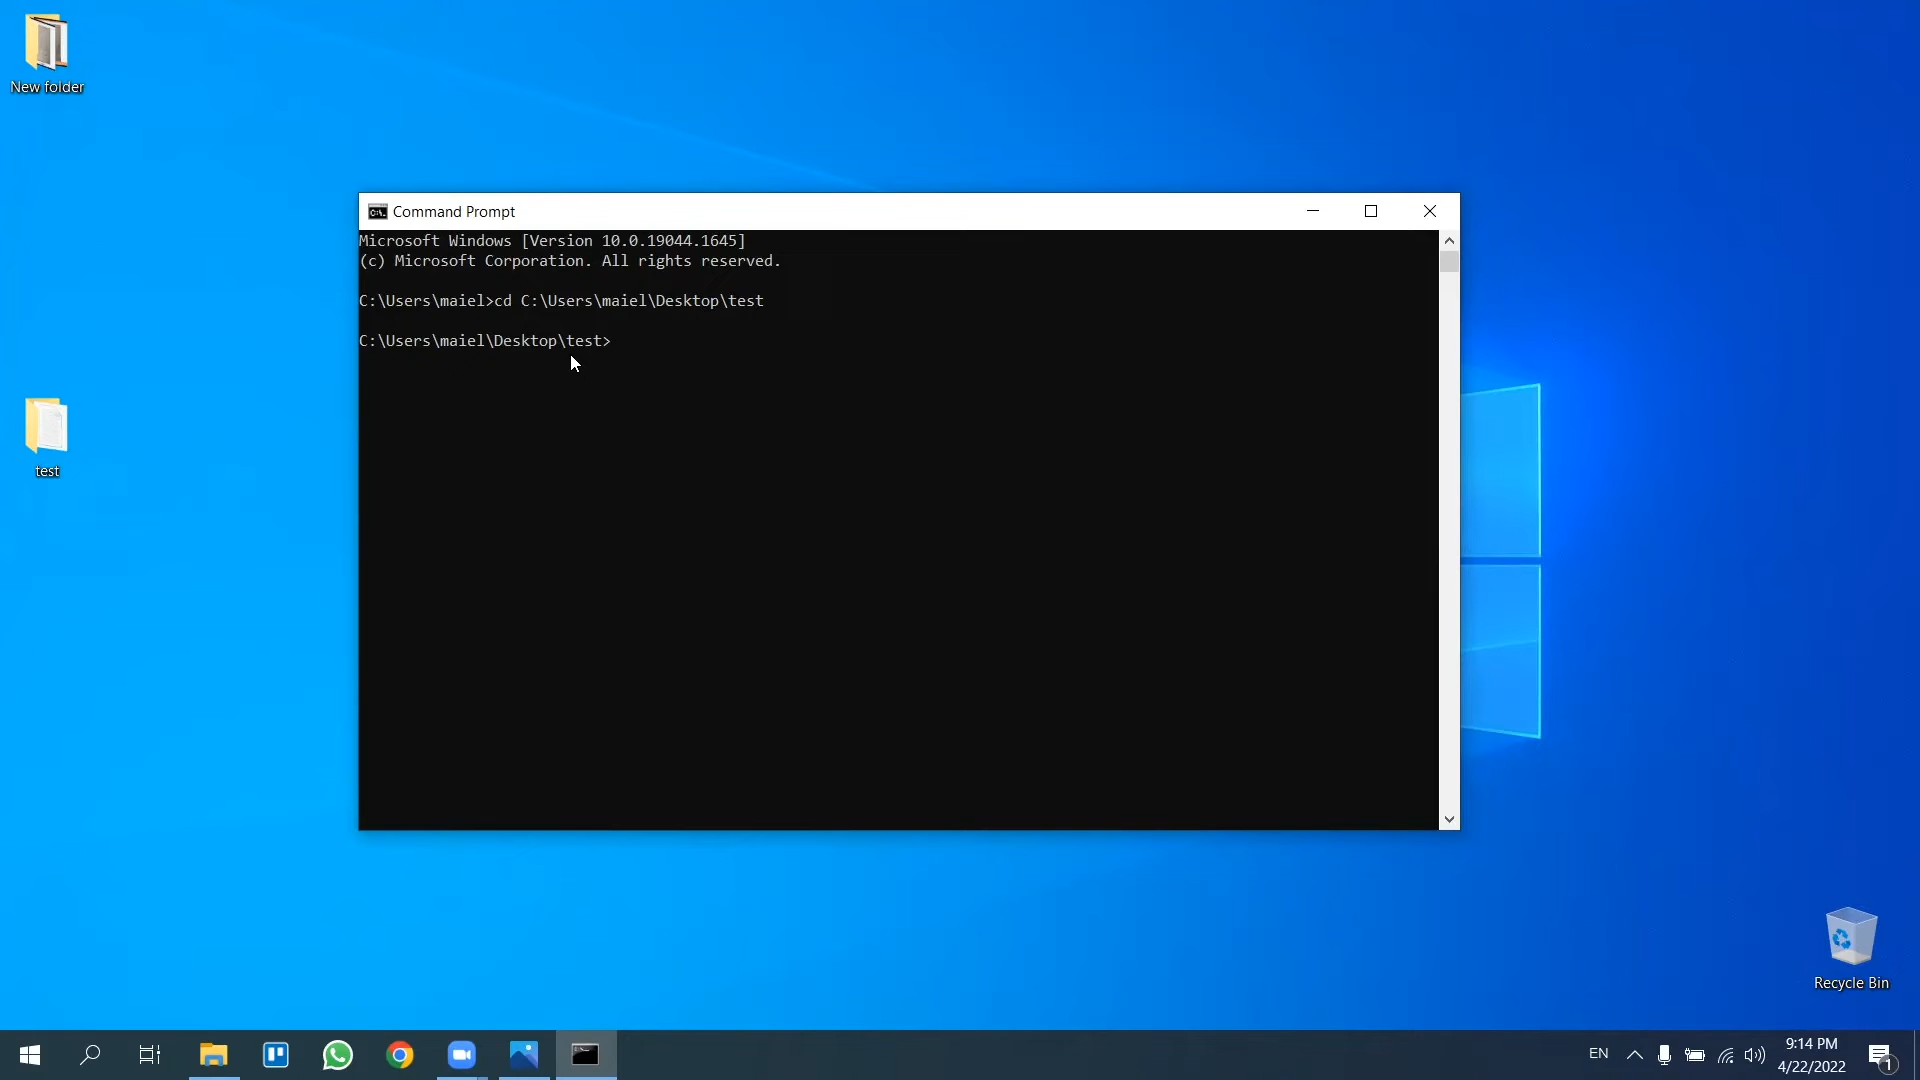 New folder
test
Command Prompt
Microsoft Windows [Version 10.0.19044.1645]
(c) Microsoft Corporation. All rights reserved.
C:\Users\maiel>cd C:\Users\maiel\Desktop\test
C:\Users\maiel\Desktop\test>
Recycle Bin
EN
9:14 PM
4/22/2022
1